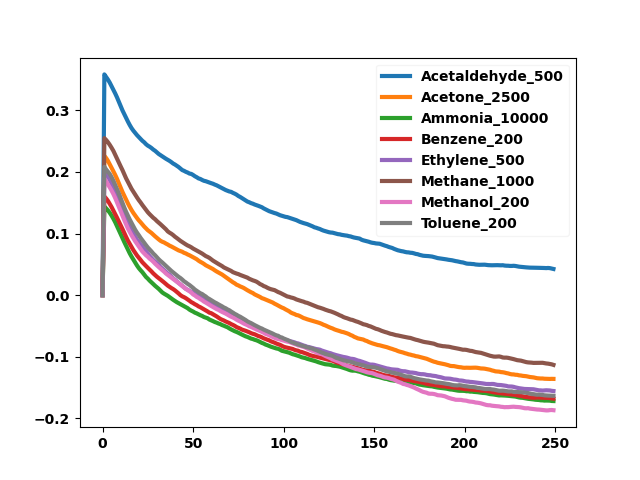 Acetaldehyde_500
Acetone_2500
Ammonia_10000
Benzene_200
Ethylene_500
Methane_1000
Methanol_200
Toluene_200
0.3
0.2
0.1
0.0
−0.1
−0.2
0 50 100 150 200 250